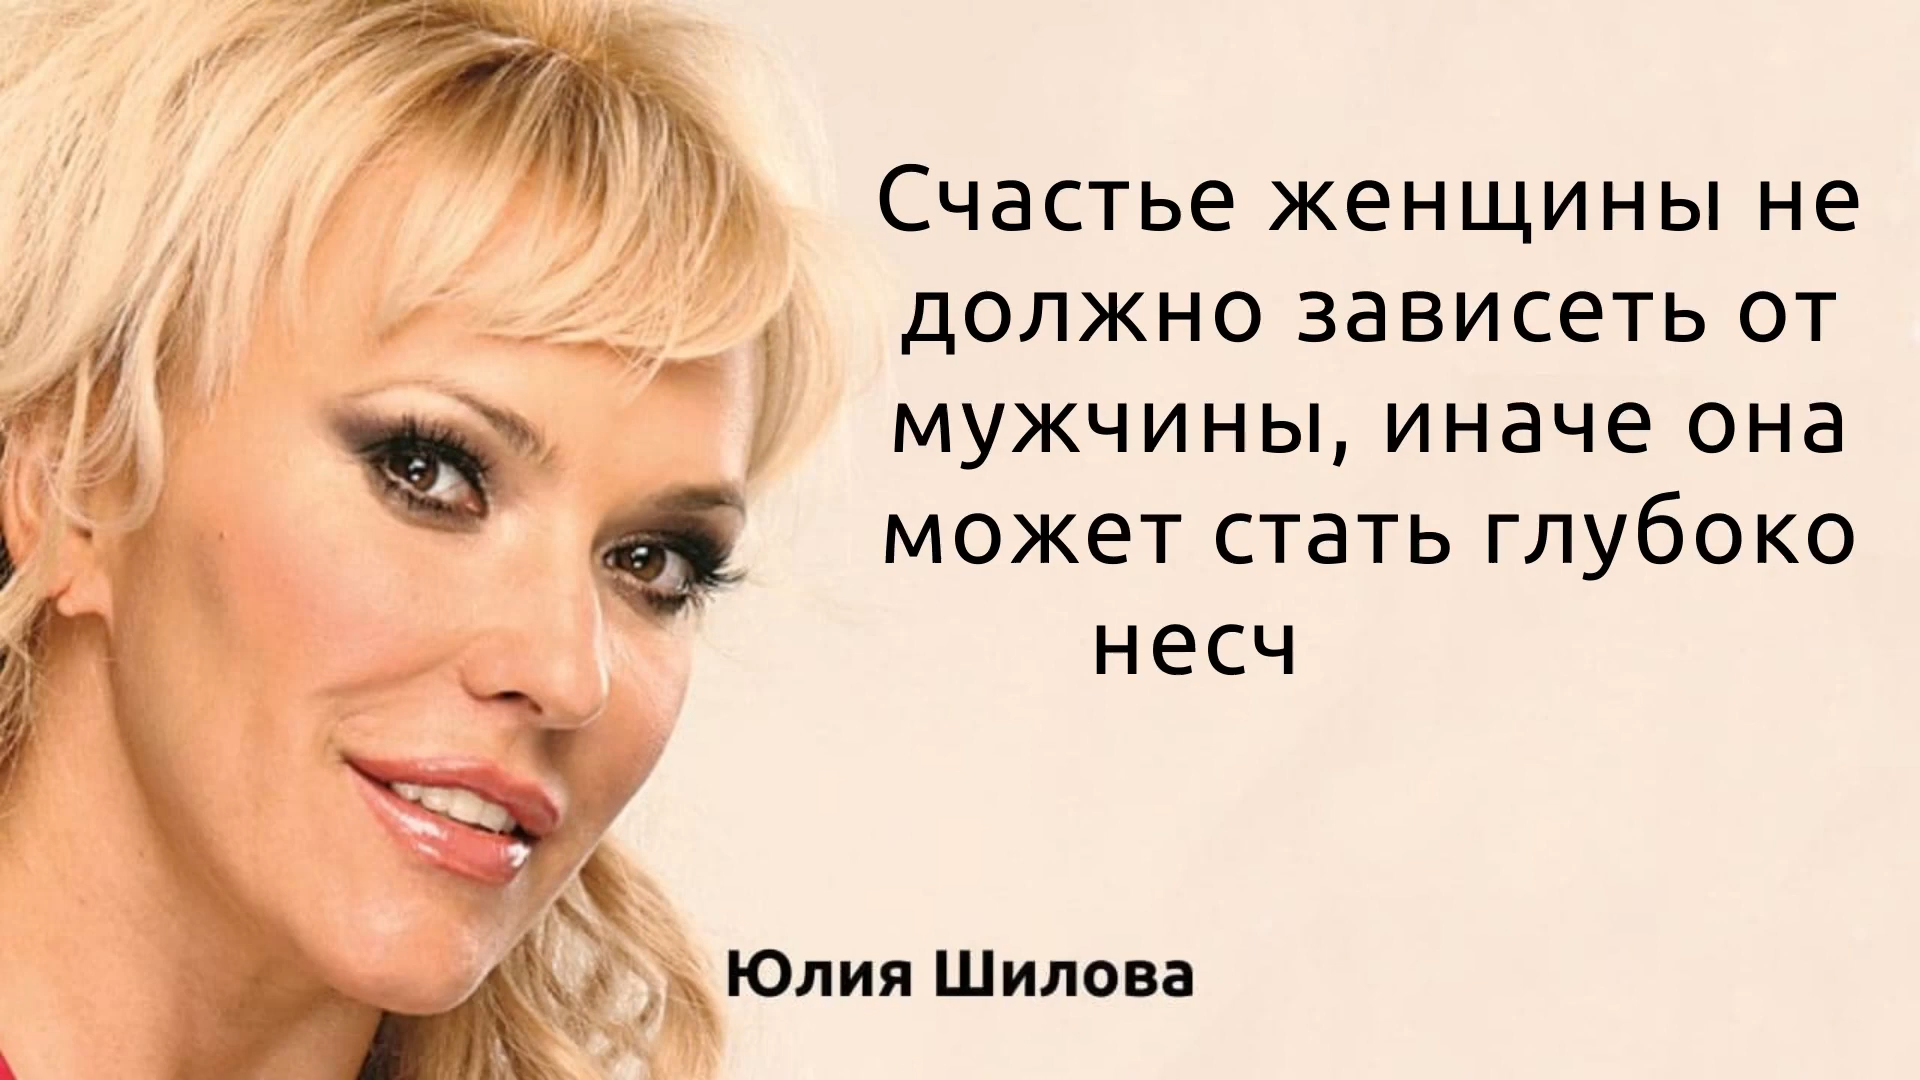 Счастье женщины не
должно зависеть от
мужчины, иначе она
может стать глубоко
несч
Юлия Шилова